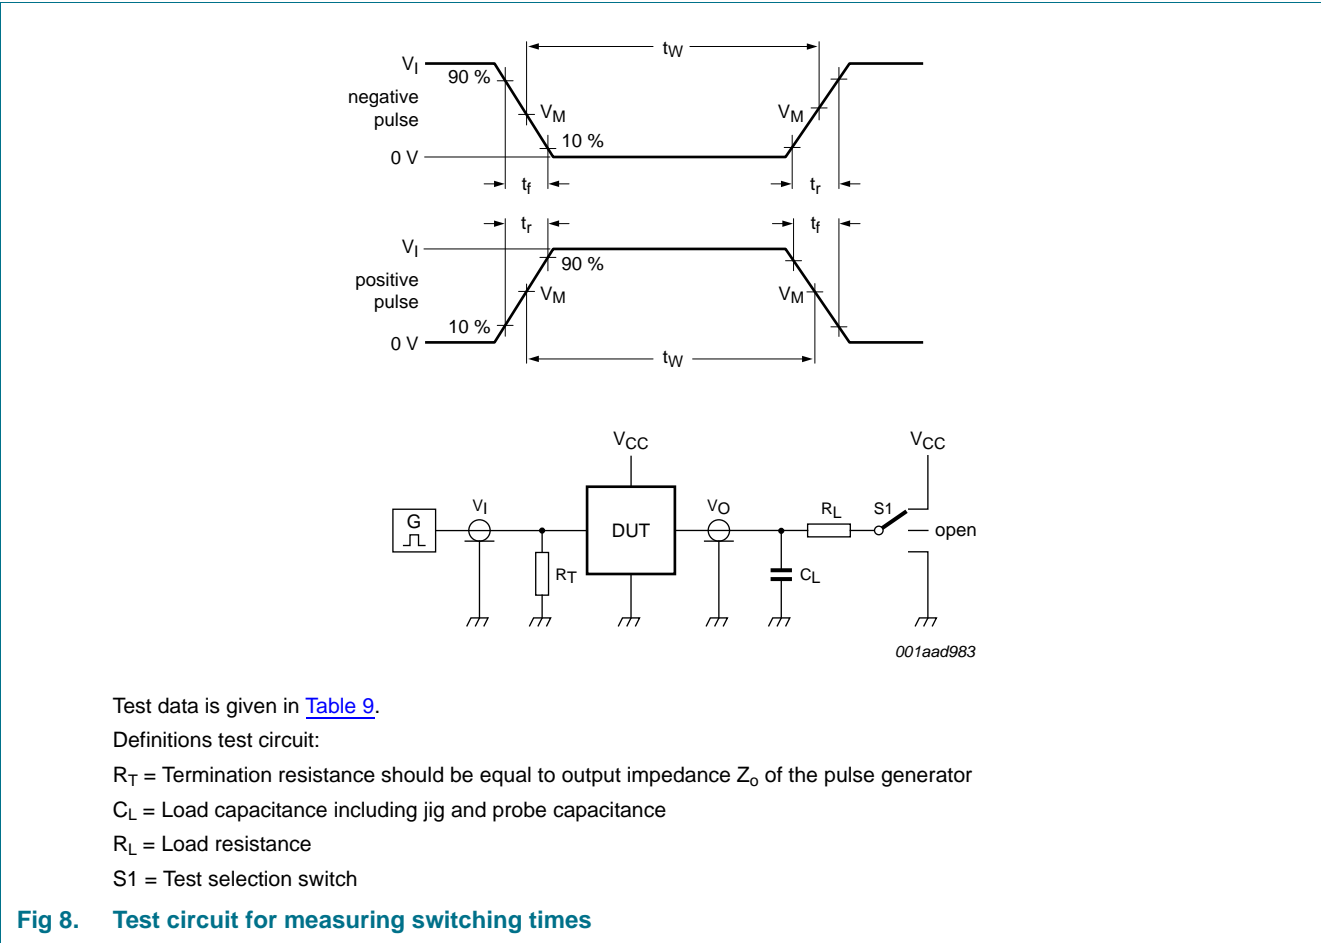 tW
VI
90 %
negative
pulse
VM
VM
10 %
0 V
tf
tr
tr
tf
VI
90 %
positive
pulse
VM
VM
10 %
0 V
tW
VCC
VCC
G
VI
DUT
VO
RL
S1
open
RT
CL
001aad983
Test data is given in Table 9.
Definitions test circuit:
RT = Termination resistance should be equal to output impedance Zo of the pulse generator
CL = Load capacitance including jig and probe capacitance
RL = Load resistance
S1 = Test selection switch
Fig 8. Test circuit for measuring switching times